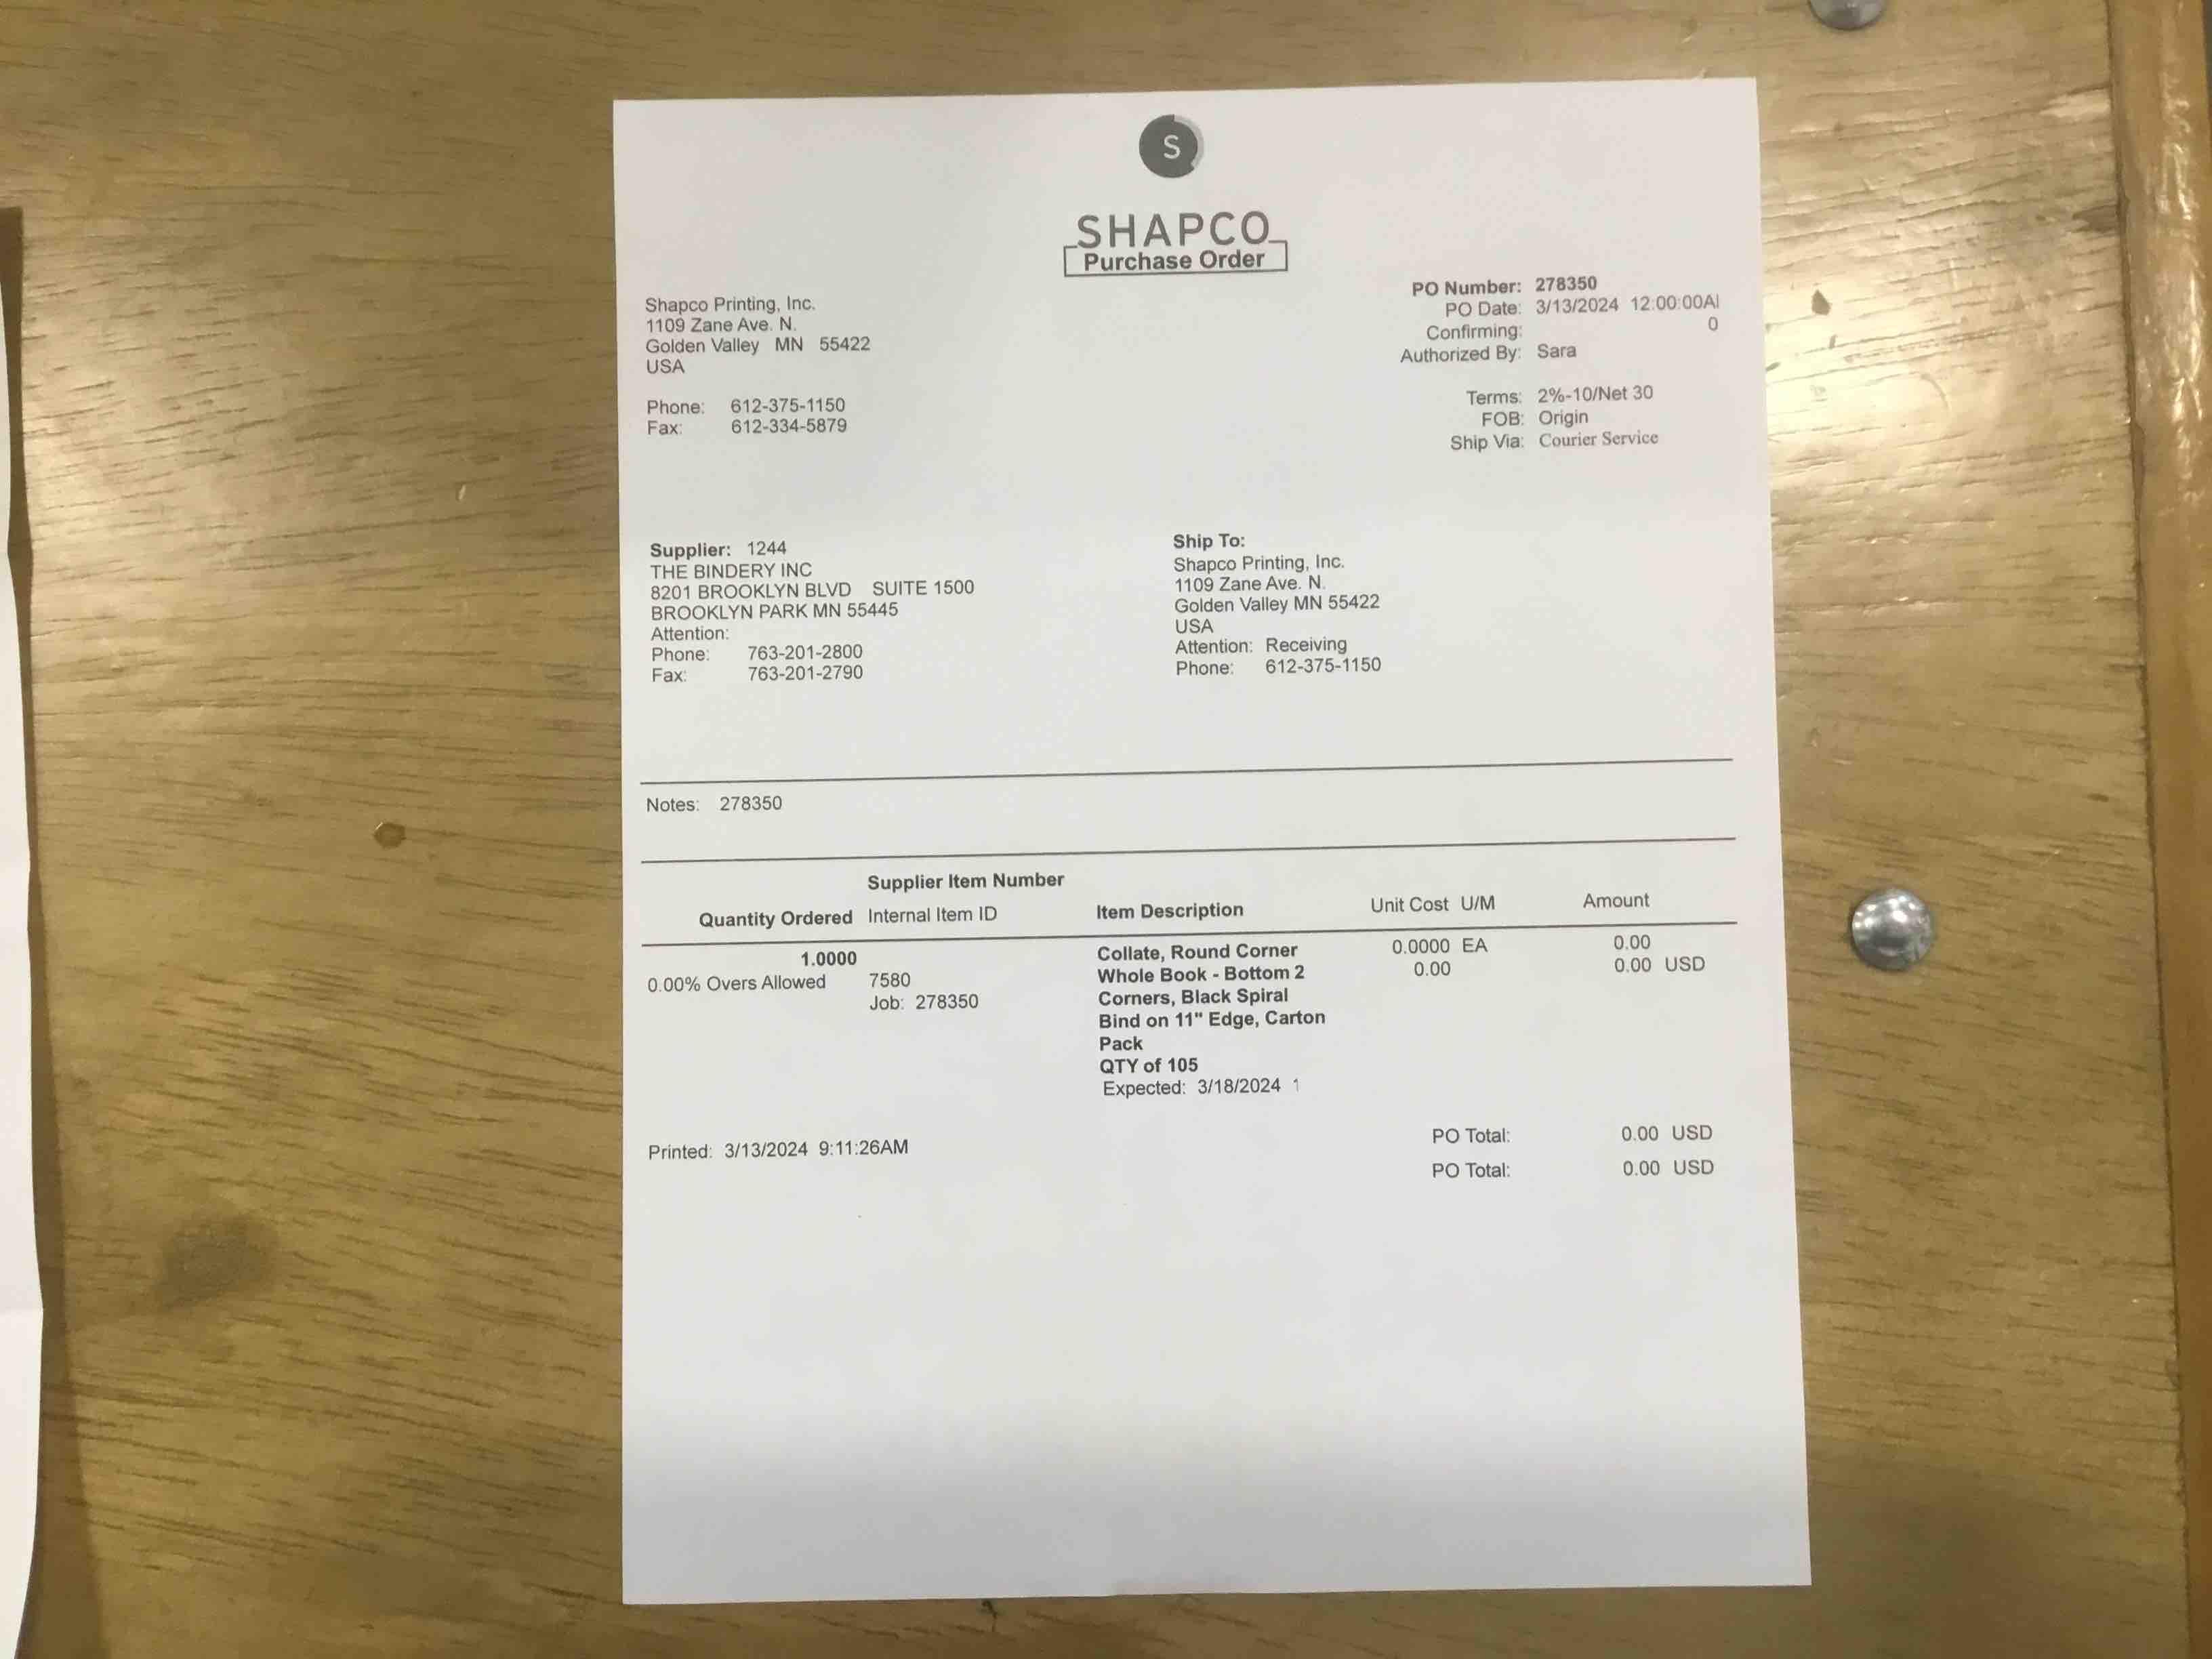 S
SHAPCO
Purchase Order
PO Number: 278350
PO Date: 3/13/2024 12:00:00AI
Confirming: 0
Authorized By: Sara
Terms: 2%-10/Net 30
FOB: Origin
Ship Via: Courier Service
Shapco Printing, Inc.
1109 Zane Ave. N.
Golden Valley MN 55422
USA
Phone: 612-375-1150
Fax: 612-334-5879
Supplier: 1244
THE BINDERY INC
8201 BROOKLYN BLVD SUITE 1500
BROOKLYN PARK MN 55445
Attention:
Phone: 763-201-2800
Fax: 763-201-2790
Ship To:
Shapco Printing, Inc.
1109 Zane Ave. N.
Golden Valley MN 55422
USA
Attention: Receiving
Phone: 612-375-1150
Notes: 278350
Supplier Item Number
Quantity Ordered Internal Item ID Item Description Unit Cost U/M Amount
1.0000 Collate, Round Corner 0.0000 EA 0.00
0.00% Overs Allowed 7580 Whole Book - Bottom 2 0.00 0.00 USD
Job: 278350 Corners, Black Spiral
Bind on 11" Edge, Carton
Pack
QTY of 105
Expected: 3/18/2024 1
Printed: 3/13/2024 9:11:26AM PO Total: 0.00 USD
PO Total: 0.00 USD